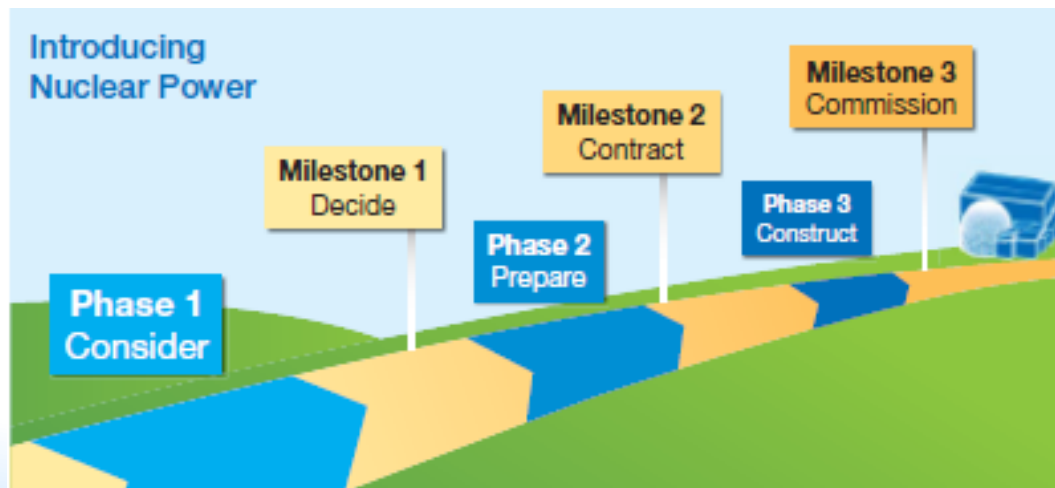 Introducing
Nuclear Power
Milestone 3
Commission
Milestone 2
Contract
Milestone 1
Decide
Phase 3
Construct
Phase 2
Prepare
Phase 1
Consider